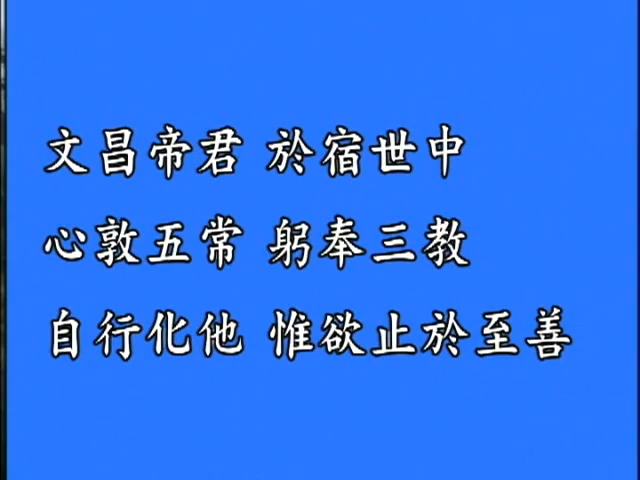 文昌帝君 於宿世中
心敦五常 躬奉三教
自行化他 惟欲止於至善